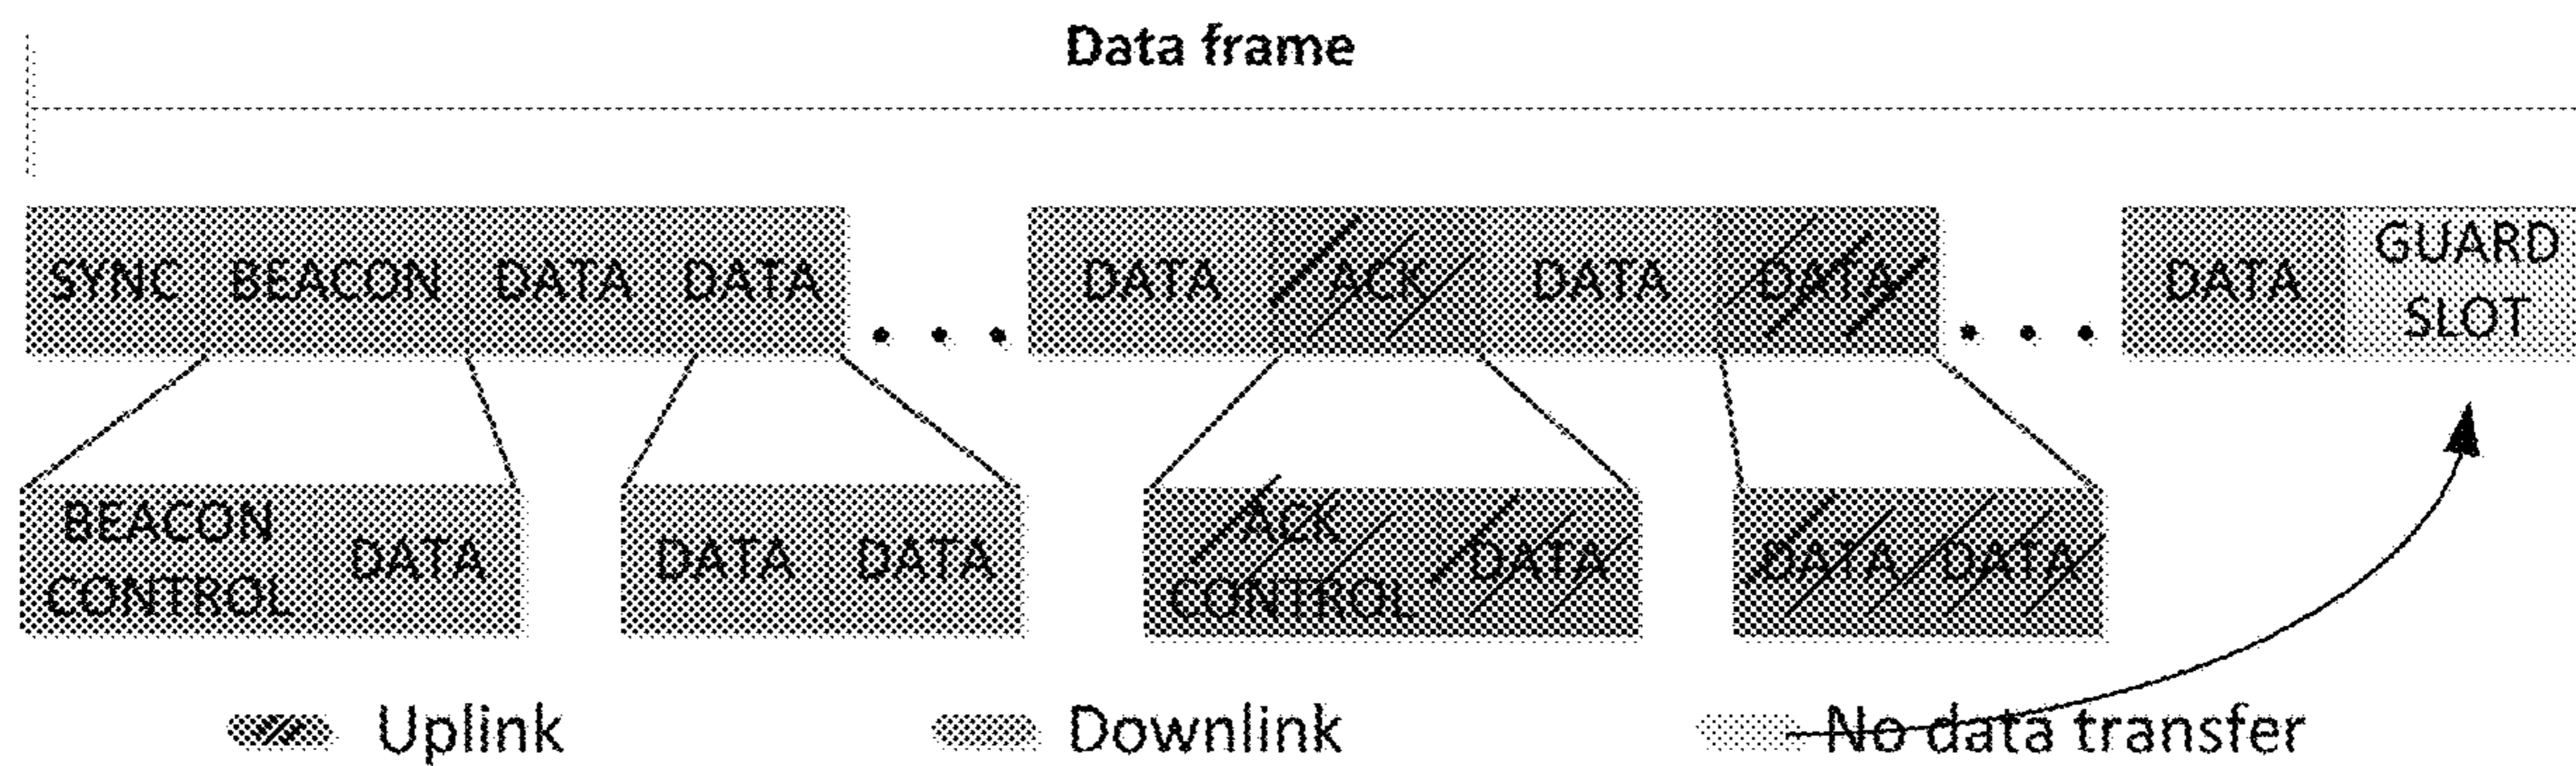 Data frame
SYNC BEACON DATA DATA . . . DATA ACK DATA DATA . . . DATA GUARD SLOT
BEACON CONTROL DATA DATA DATA ACK CONTROL DATA DATA DATA
Uplink Downlink No data transfer